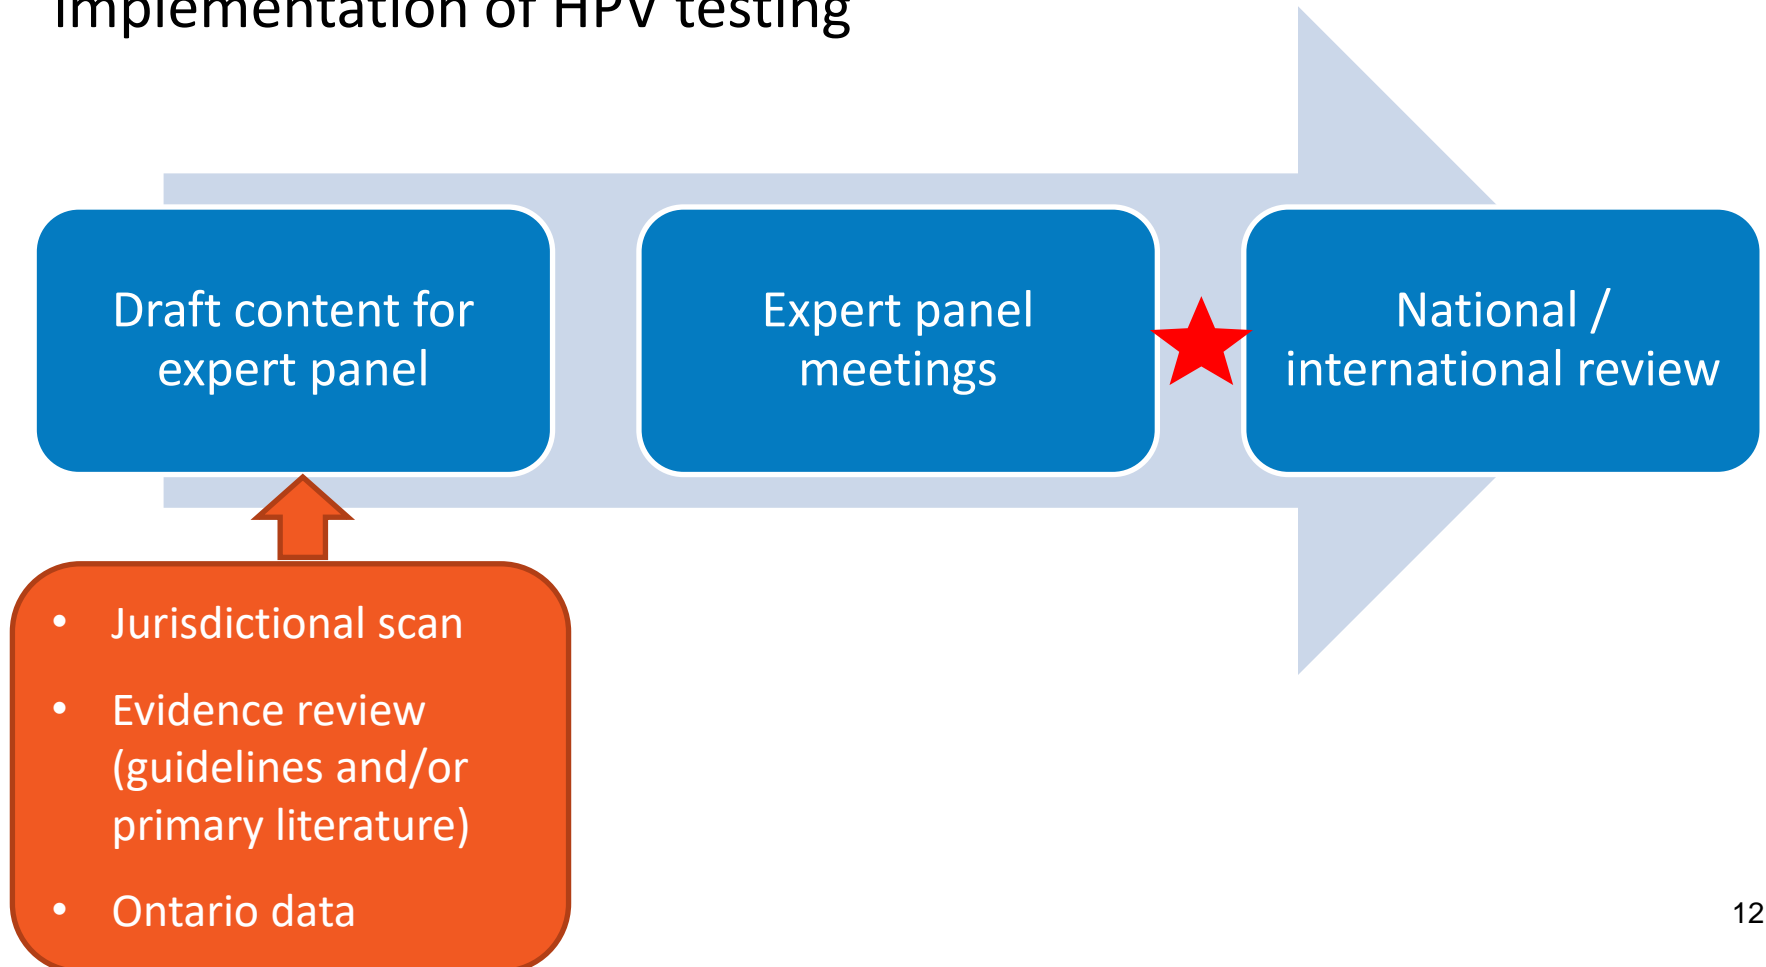 implementation of HPV testing
Draft content for
expert panel
Expert panel
meetings
National /
international review
• Jurisdictional scan
• Evidence review
(guidelines and/or
primary literature)
• Ontario data
12